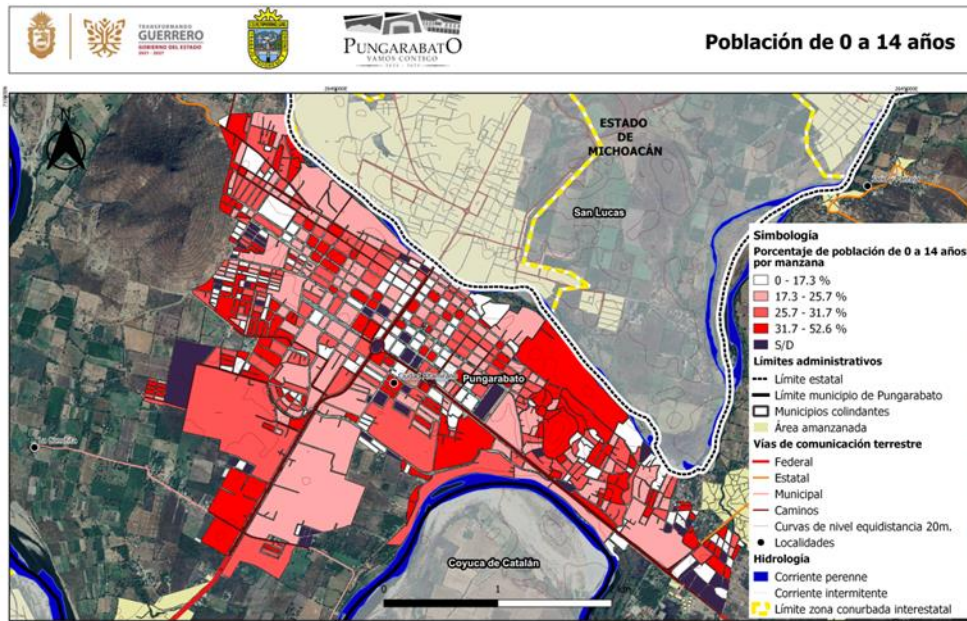 TRANSFORMANDO
GUERRERO
GOBIERNO DEL ESTADO
2021 - 2027
PUNGARABATO
VAMOS CONTIGO
Población de 0 a 14 años
ESTADO
DE
MICHOACÁN
San Lucas
Pungarabato
Coyuca de Catalán
0
1
Simbología
Porcentaje de población de 0 a 14 años
por manzana
0 - 17.3 %
17.3 - 25.7 %
25.7 - 31.7 %
31.7 - 52.6 %
S/D
Límites administrativos
Límite estatal
Límite municipio de Pungarabato
Municipios colindantes
Área amanzanada
Vías de comunicación terrestre
Federal
Estatal
Municipal
Caminos
Curvas de nivel equidistancia 20m.
Localidades
Hidrología
Corriente perenne
Corriente intermitente
Límite zona conurbada interestatal